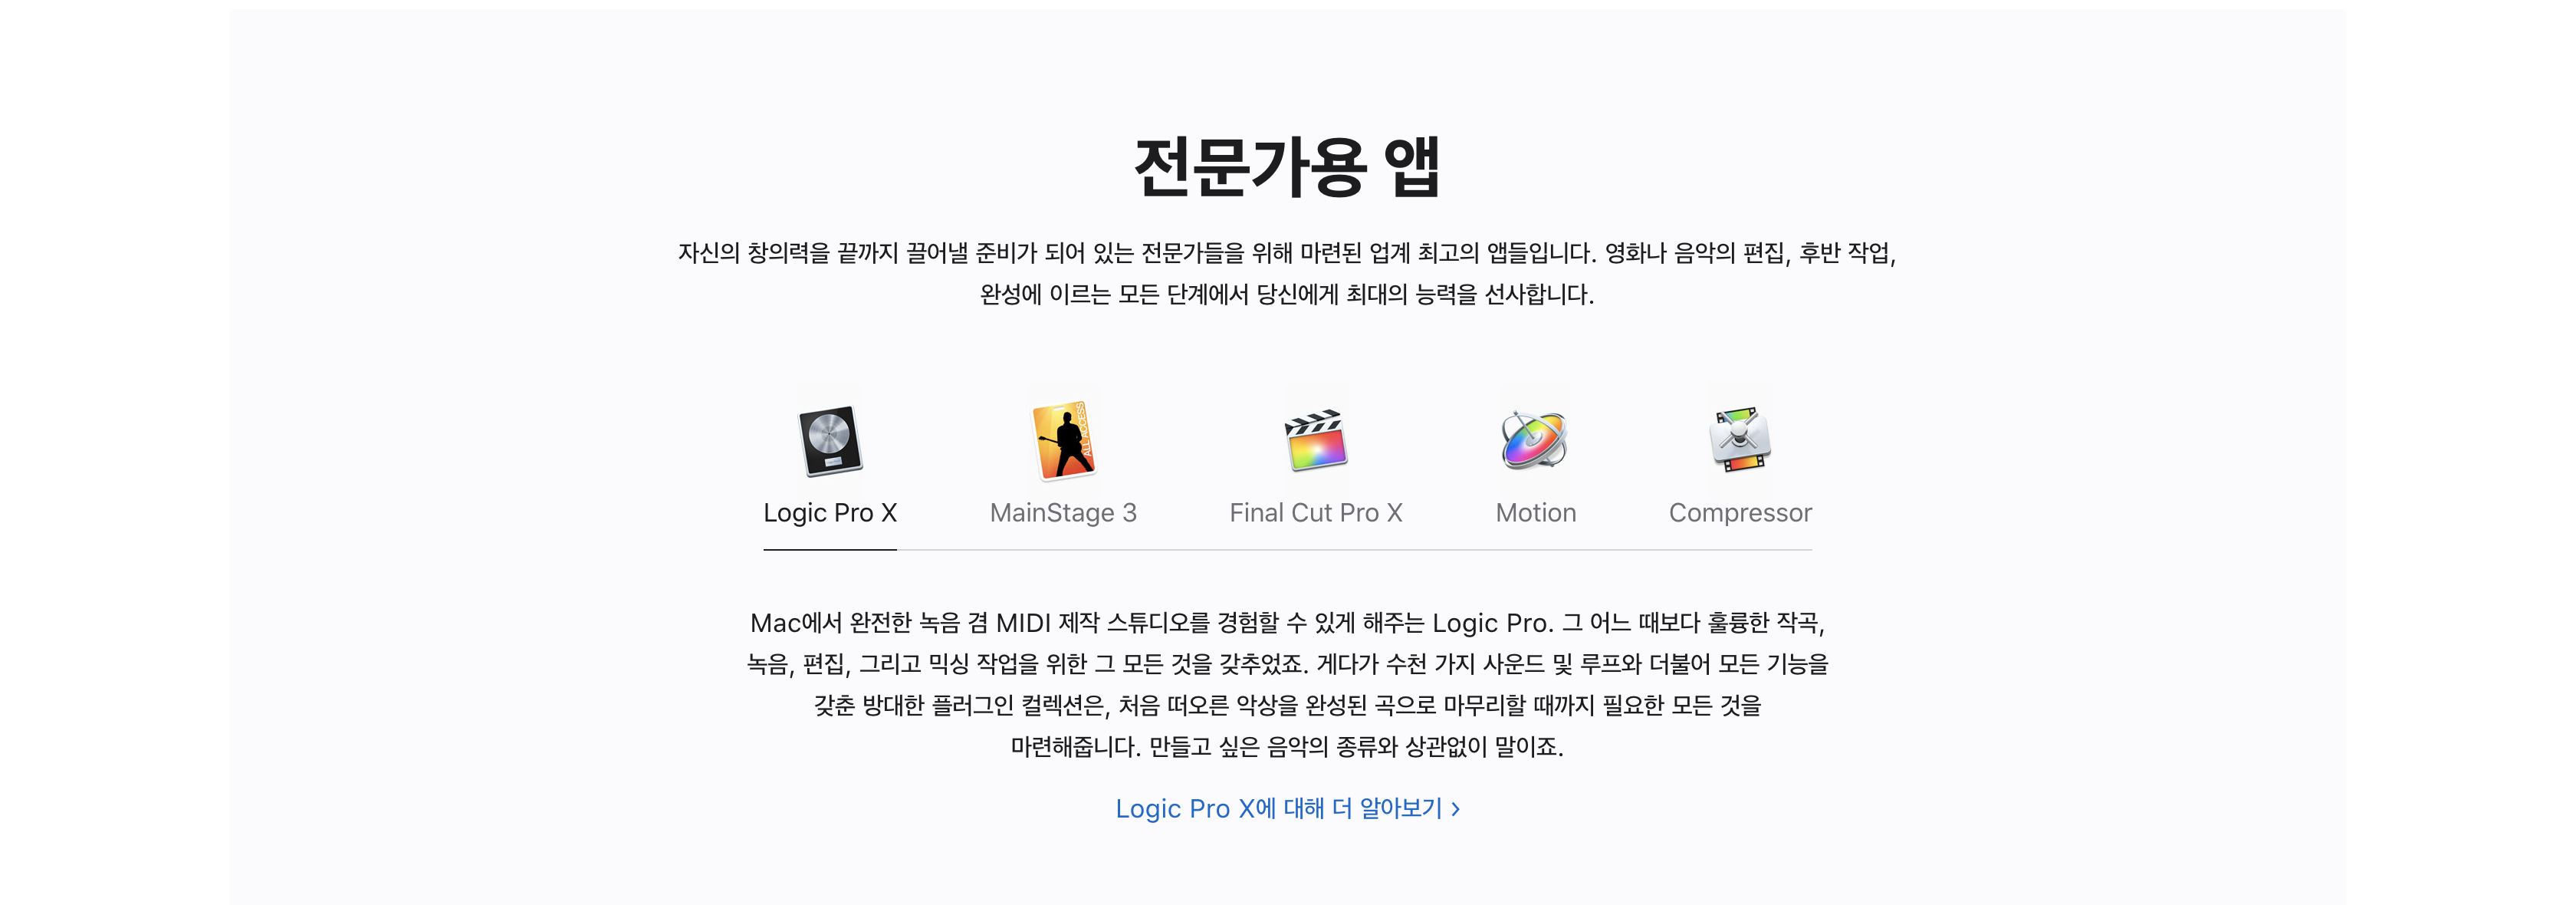 전문가용 앱
자신의 창의력을 끝까지 끌어낼 준비가 되어 있는 전문가들을 위해 마련된 업계 최고의 앱들입니다. 영화나 음악의 편집, 후반 작업,
완성에 이르는 모든 단계에서 당신에게 최대의 능력을 선사합니다.
ALL ACCESS
Logic Pro X
MainStage 3
Final Cut Pro X
Motion
Compressor
Mac에서 완전한 녹음 겸 MIDI 제작 스튜디오를 경험할 수 있게 해주는 Logic Pro. 그 어느 때보다 훌륭한 작곡,
녹음, 편집, 그리고 믹싱 작업을 위한 그 모든 것을 갖추었죠. 게다가 수천 가지 사운드 및 루프와 더불어 모든 기능을
갖춘 방대한 플러그인 컬렉션은, 처음 떠오른 악상을 완성된 곡으로 마무리할 때까지 필요한 모든 것을
마련해줍니다. 만들고 싶은 음악의 종류와 상관없이 말이죠.
Logic Pro X에 대해 더 알아보기 >